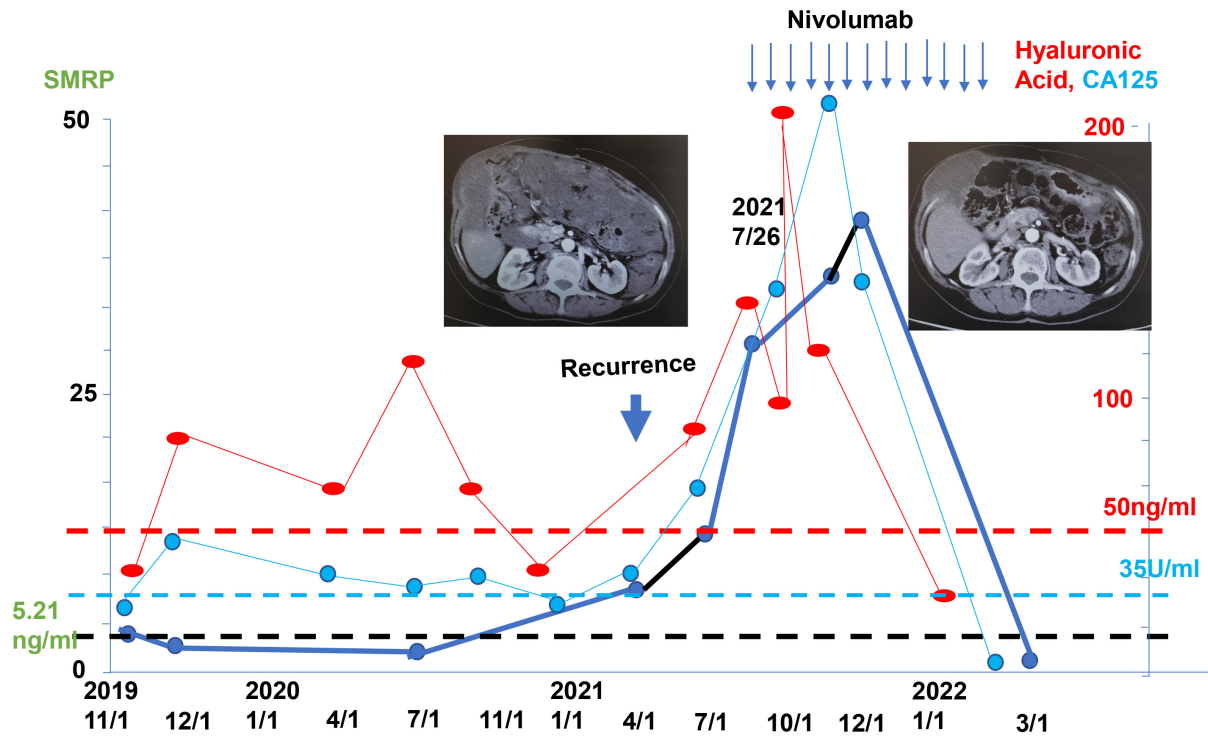 Nivolumab
SMRP
Hyaluronic
Acid, CA125
50
200
2021
7/26
Recurrence
25
100
50ng/ml
35U/ml
5.21
ng/ml
0
2019 2020 2021 2022
11/1 12/1 1/1 4/1 7/1 11/1 1/1 4/1 7/1 10/1 12/1 1/1 3/1